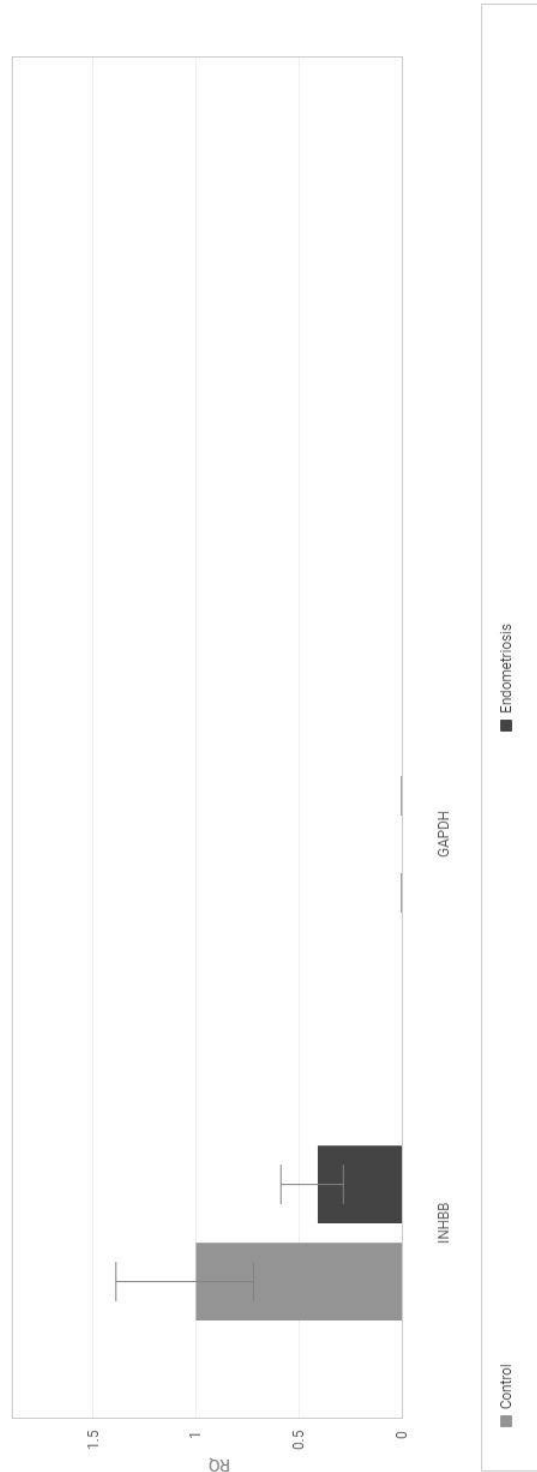 RQ
1.5
1
0.5
0
INHBB
GAPDH
Control
Endometriosis